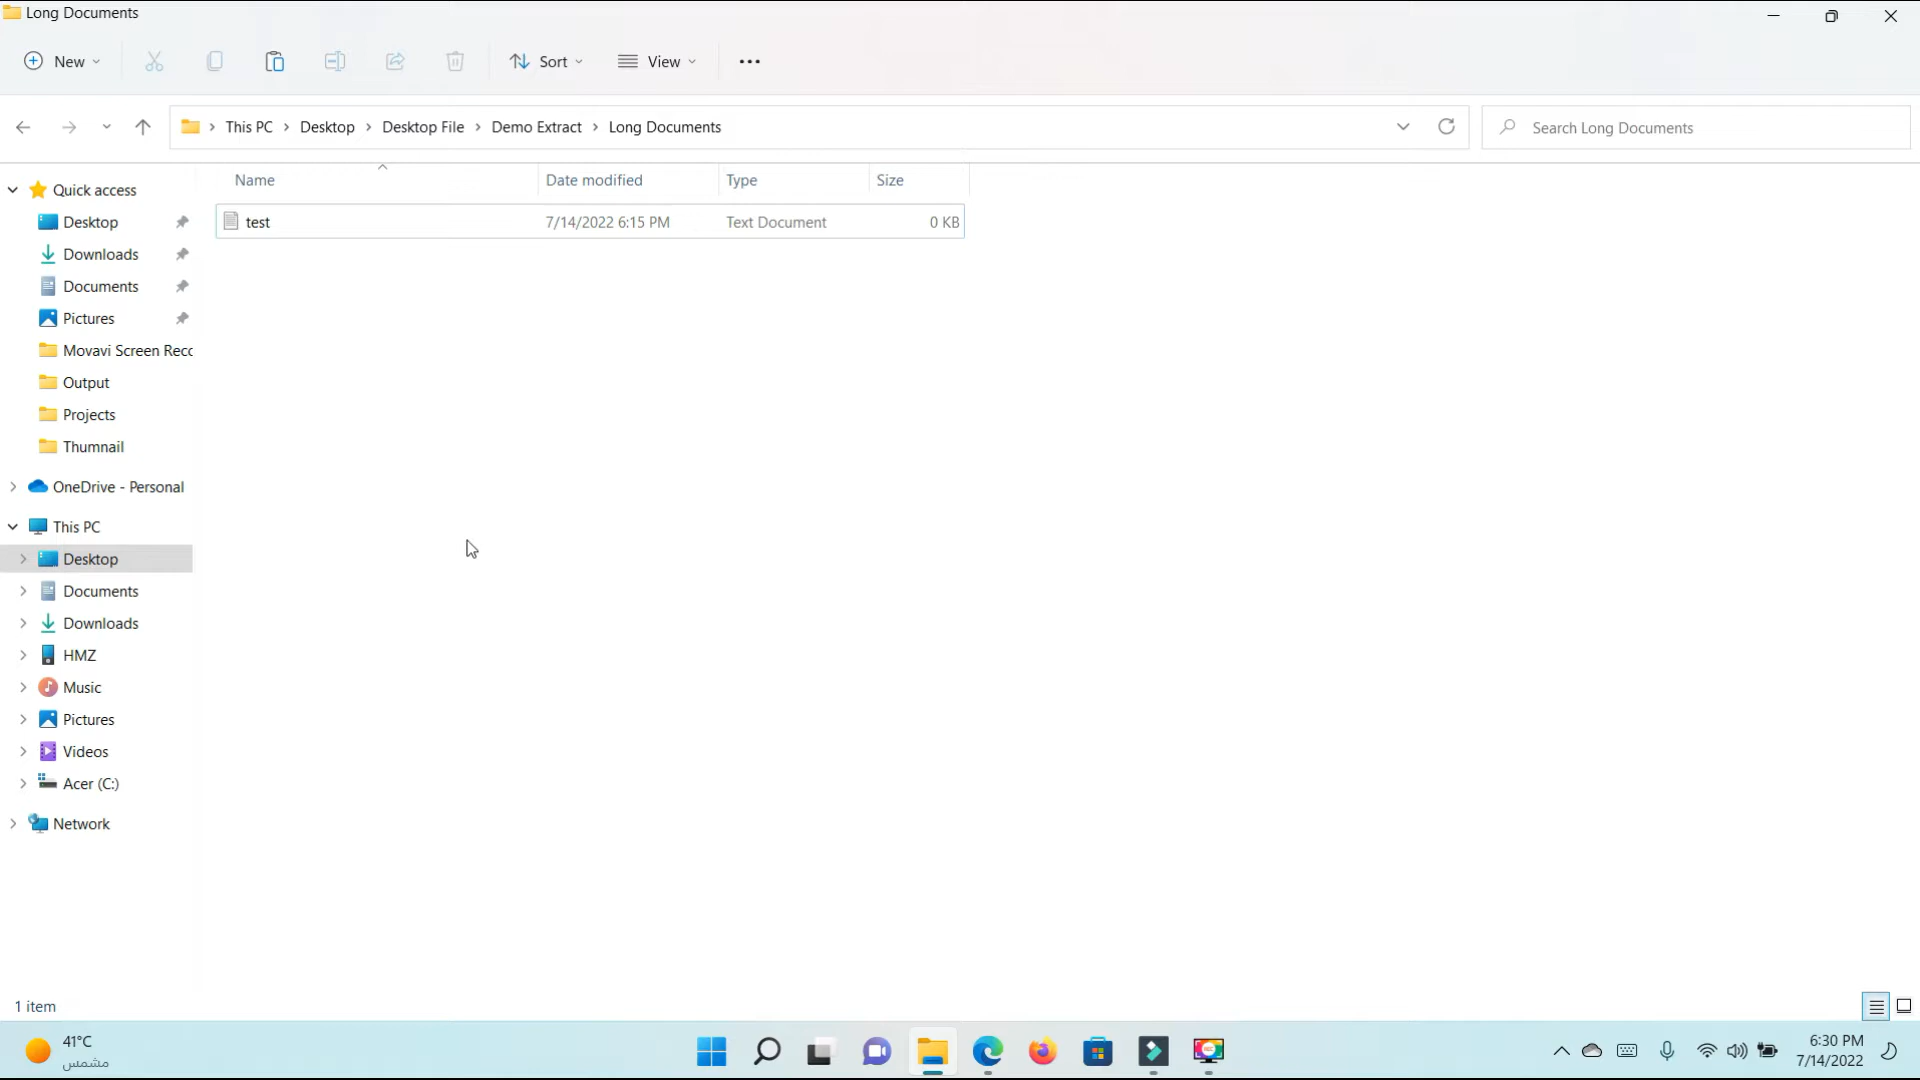 Long Documents
New
Sort
View
This PC > Desktop > Desktop File > Demo Extract > Long Documents
Search Long Documents
Name Date modified Type Size
test 7/14/2022 6:15 PM Text Document 0 KB
Quick access
Desktop
Downloads
Documents
Pictures
Movavi Screen Reco
Output
Projects
Thumnail
OneDrive - Personal
This PC
Desktop
Documents
Downloads
HMZ
Music
Pictures
Videos
Acer (C:)
Network
1 item
41°C
مشمس
6:30 PM
7/14/2022